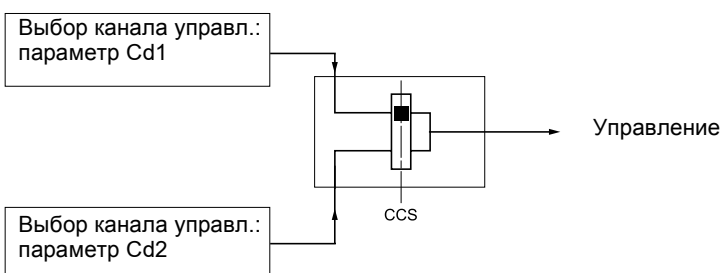 Выбор канала управл.:
параметр Cd1
Управление
CCS
Выбор канала управл.:
параметр Cd2